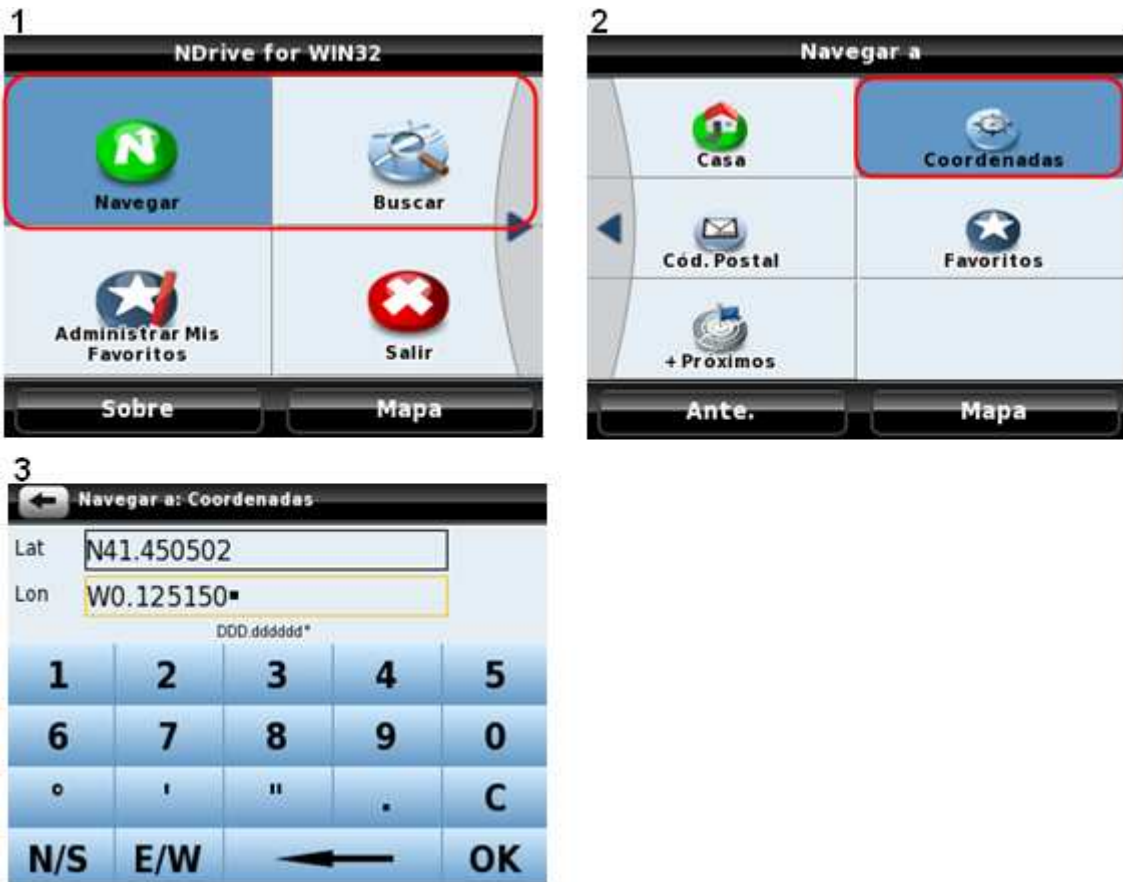 1
NDrive for WIN32
Navegar
Buscar
Administrar Mis
Favoritos
Salir
Sobre
Mapa
2
Navegar a
Casa
Coordenadas
Cód. Postal
Favoritos
+ Próximos
Ante.
Mapa
3
Navegar a: Coordenadas
Lat N41.450502
Lon W0.125150
DDD.dddddd°
1 2 3 4 5
6 7 8 9 0
° ' " . C
N/S E/W OK